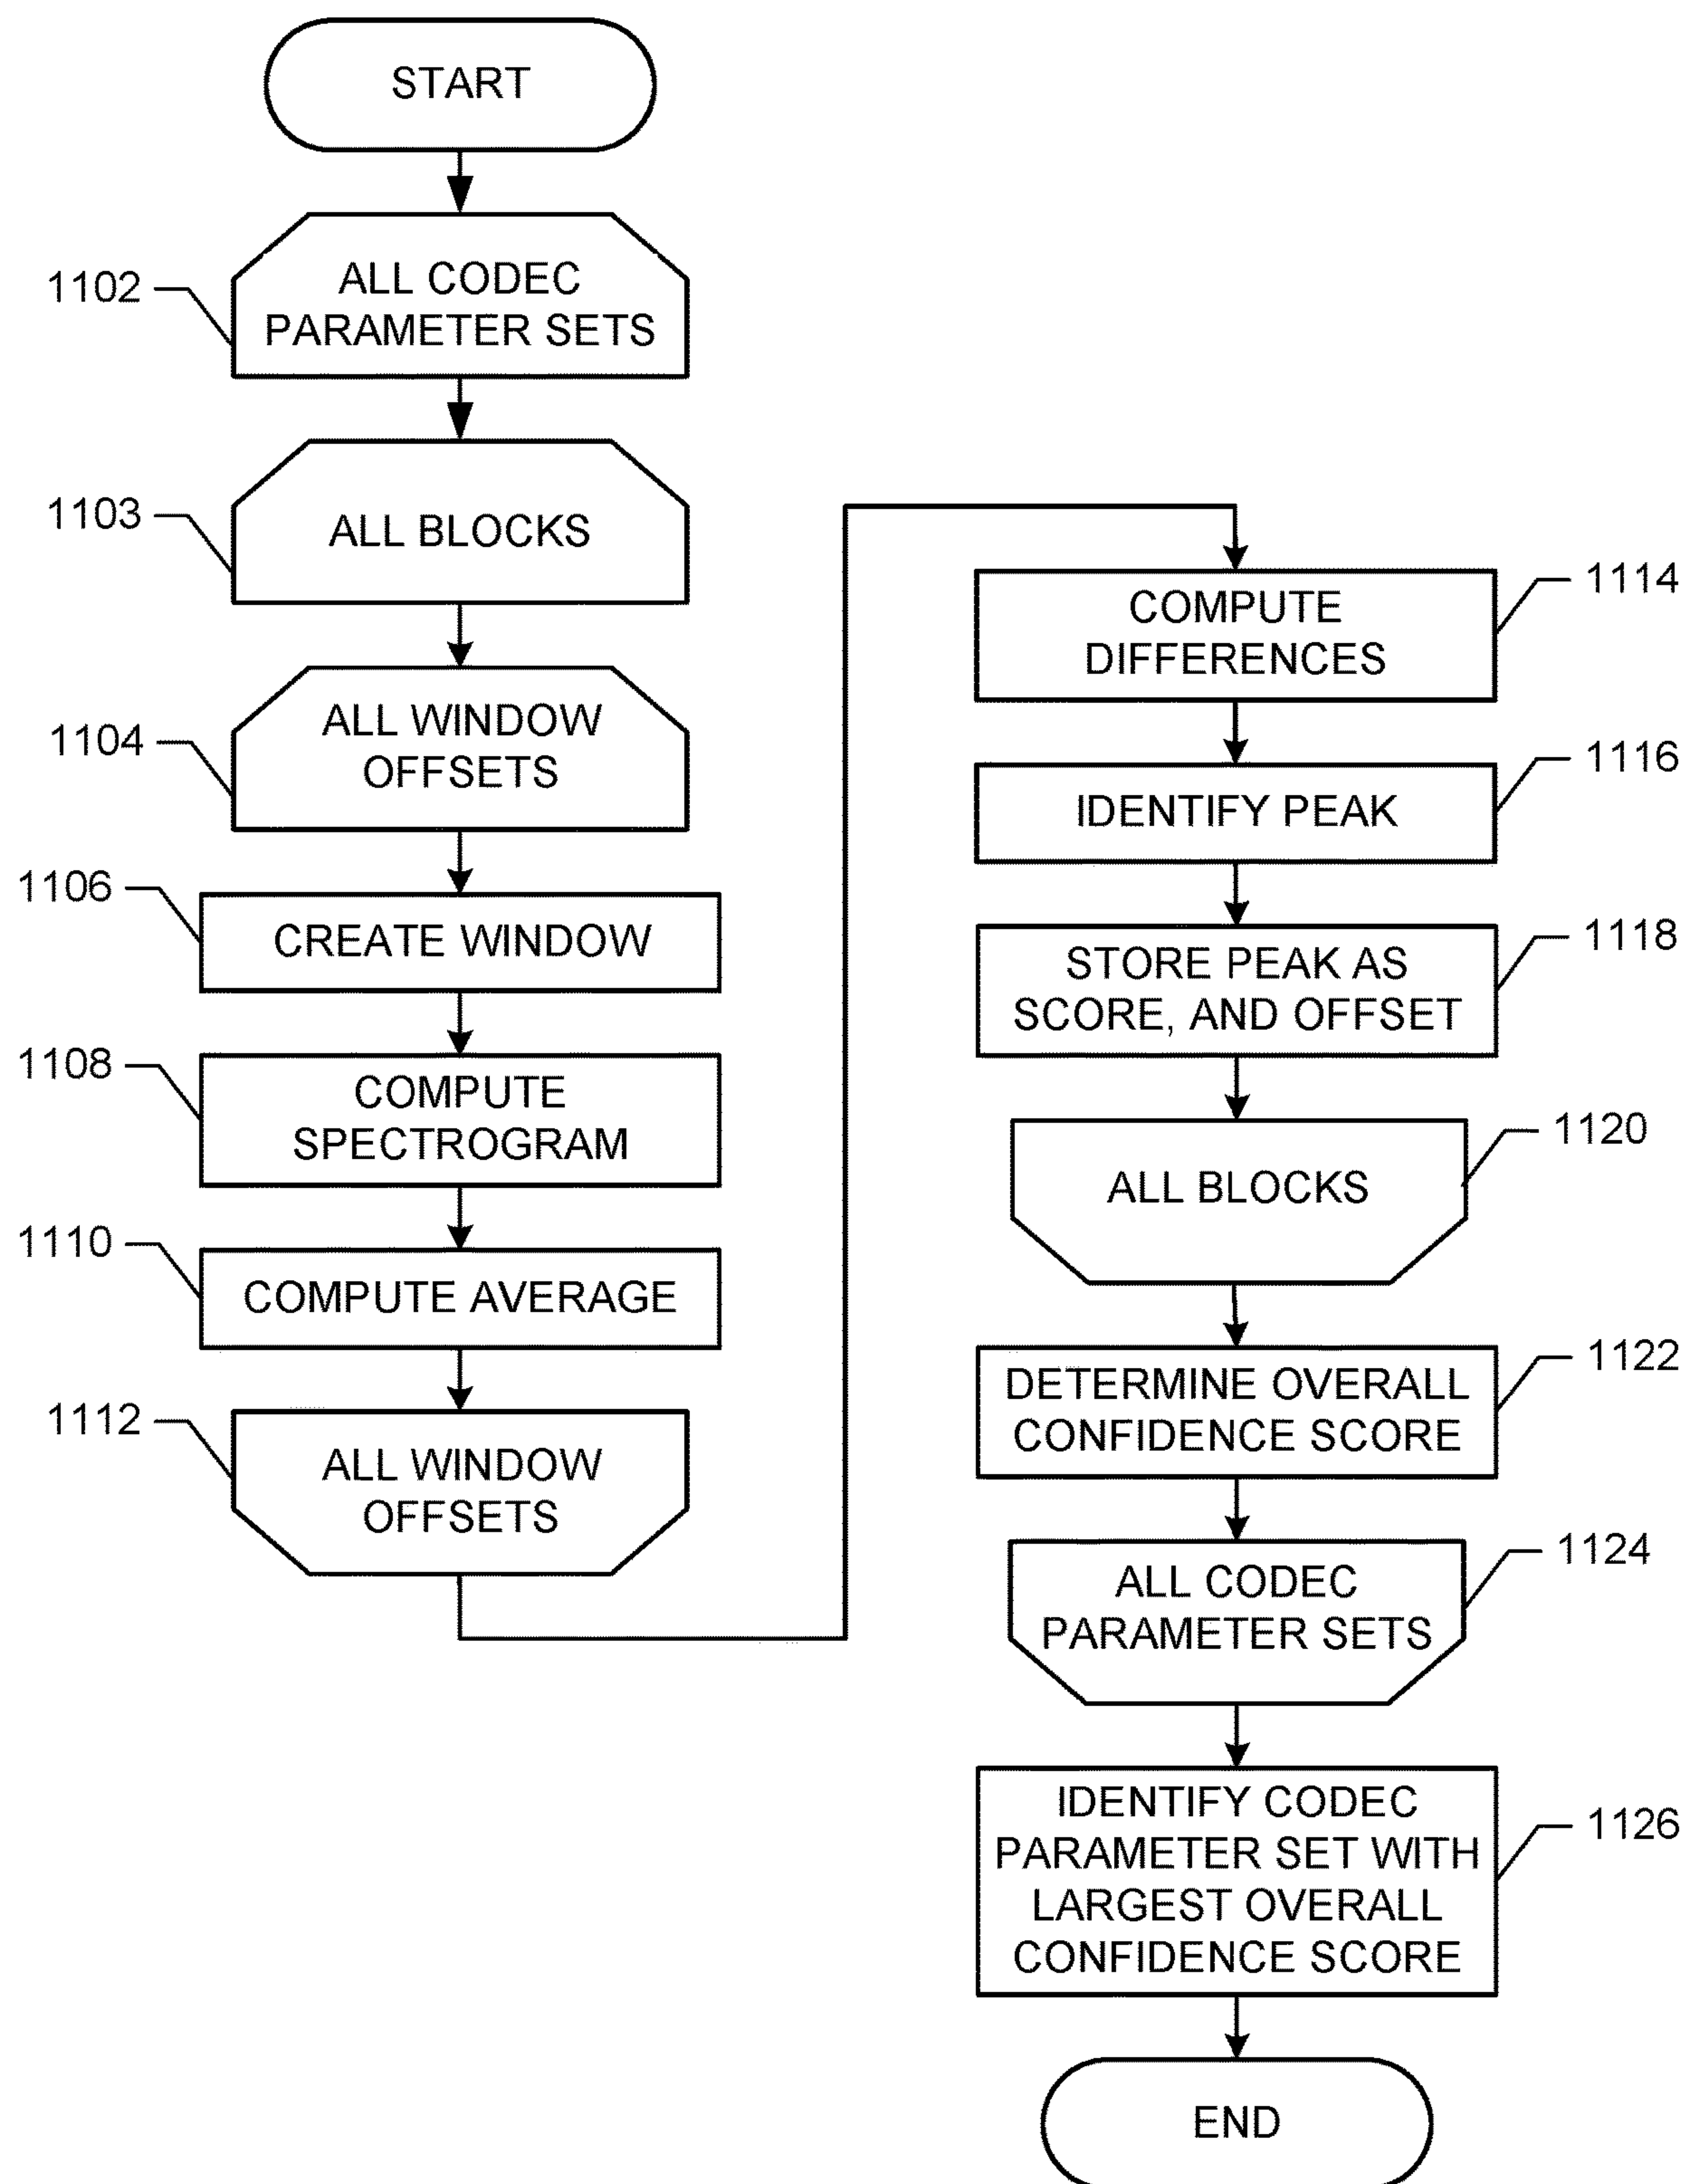 START
1102
ALL CODEC
PARAMETER SETS
1103
ALL BLOCKS
1104
ALL WINDOW
OFFSETS
1106
CREATE WINDOW
1108
COMPUTE
SPECTROGRAM
1110
COMPUTE AVERAGE
1112
ALL WINDOW
OFFSETS
1114
COMPUTE
DIFFERENCES
1116
IDENTIFY PEAK
1118
STORE PEAK AS
SCORE, AND OFFSET
1120
ALL BLOCKS
1122
DETERMINE OVERALL
CONFIDENCE SCORE
1124
ALL CODEC
PARAMETER SETS
1126
IDENTIFY CODEC
PARAMETER SET WITH
LARGEST OVERALL
CONFIDENCE SCORE
END